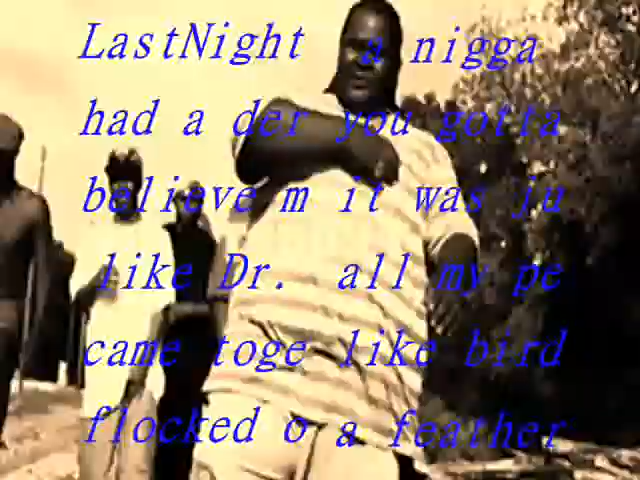 LastNight a nigga
had a der you gotta
believe m it was ju
like Dr. all my pe
came toge like bird
flocked o a feather